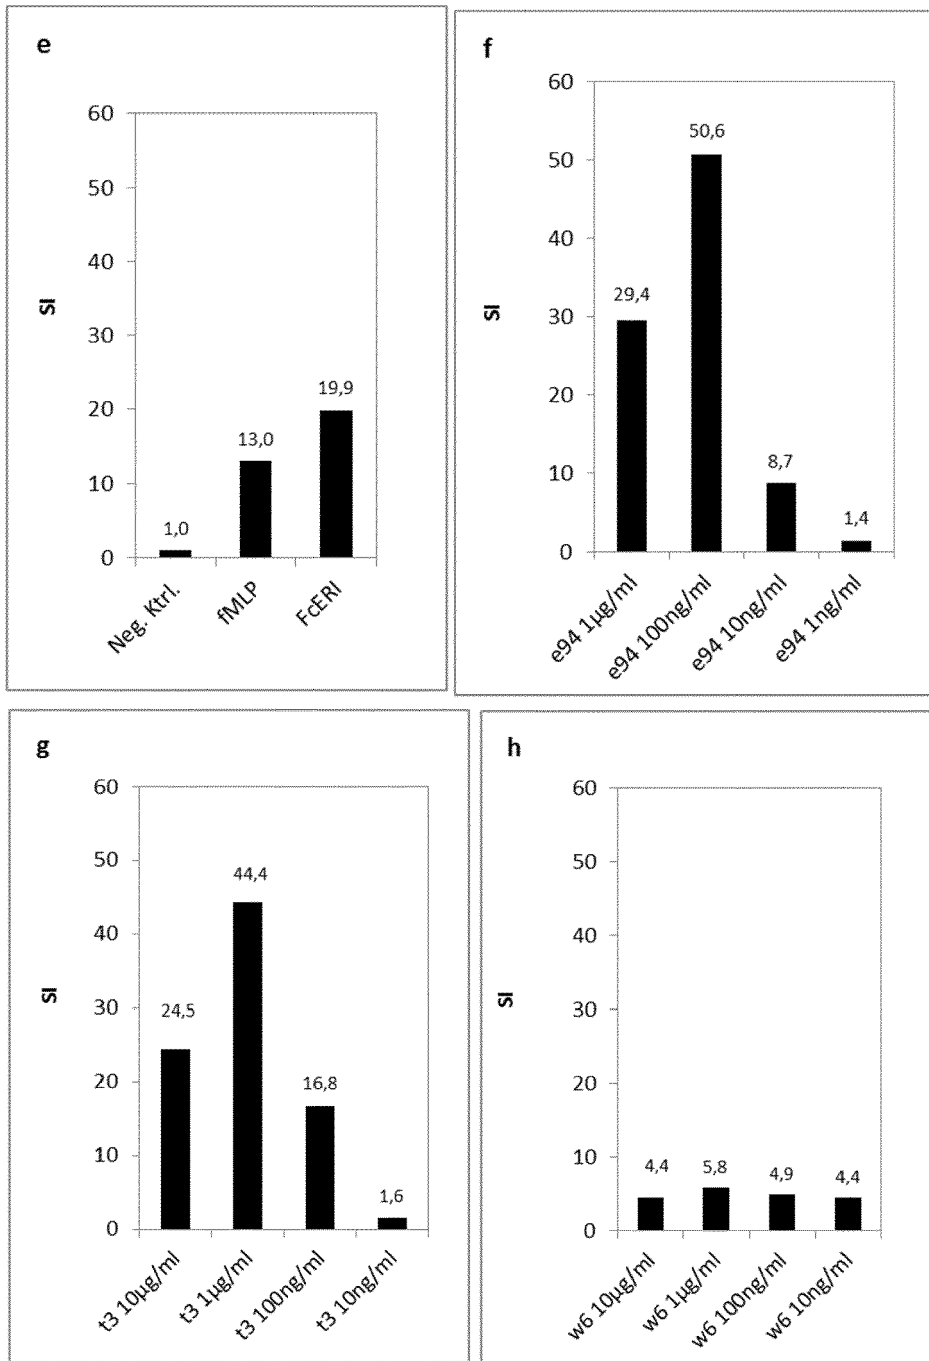 e
60
50
40
30
20
10
0
SI
1,0
13,0
19,9
Neg. Ktrl.
fMLP
FcERI
f
60
50
40
30
20
10
0
SI
29,4
50,6
8,7
1,4
e94 1µg/ml
e94 100ng/ml
e94 10ng/ml
e94 1ng/ml
g
60
50
40
30
20
10
0
SI
24,5
44,4
16,8
1,6
t3 10µg/ml
t3 1µg/ml
t3 100ng/ml
t3 10ng/ml
h
60
50
40
30
20
10
0
SI
4,4
5,8
4,9
4,4
w6 10µg/ml
w6 1µg/ml
w6 100ng/ml
w6 10ng/ml